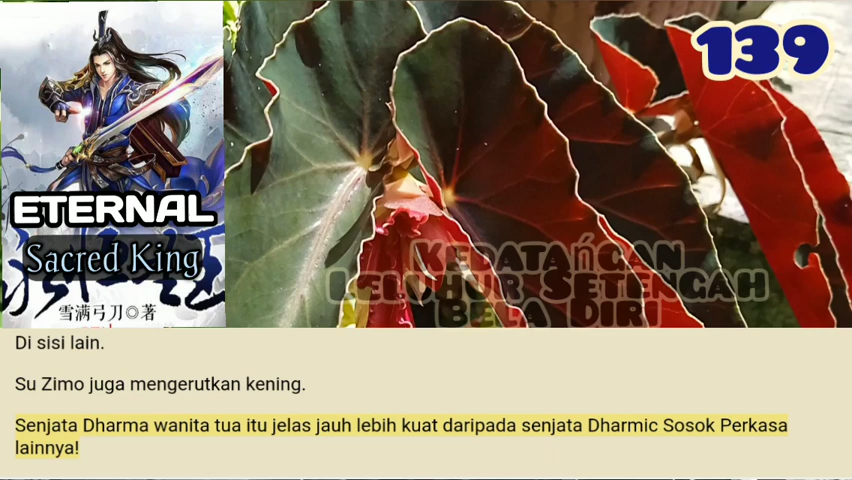 139
ETERNAL
Sacred King
雪满弓刀◎著
KEDATAńGAN
LELUHUR SETENGAH
BELA DIRI
Di sisi lain.
Su Zimo juga mengerutkan kening.
Senjata Dharma wanita tua itu jelas jauh lebih kuat daripada senjata Dharmic Sosok Perkasa
lainnya!